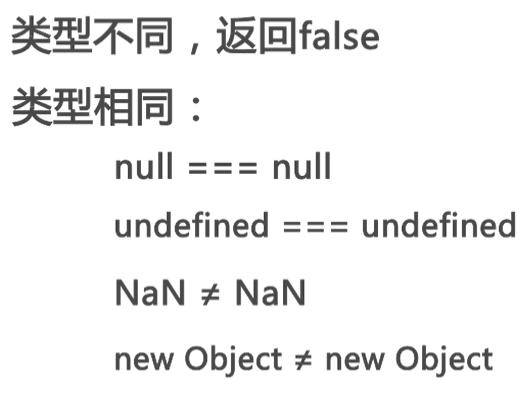 类型不同，返回false
类型相同：
null === null
undefined === undefined
NaN ≠ NaN
new Object ≠ new Object